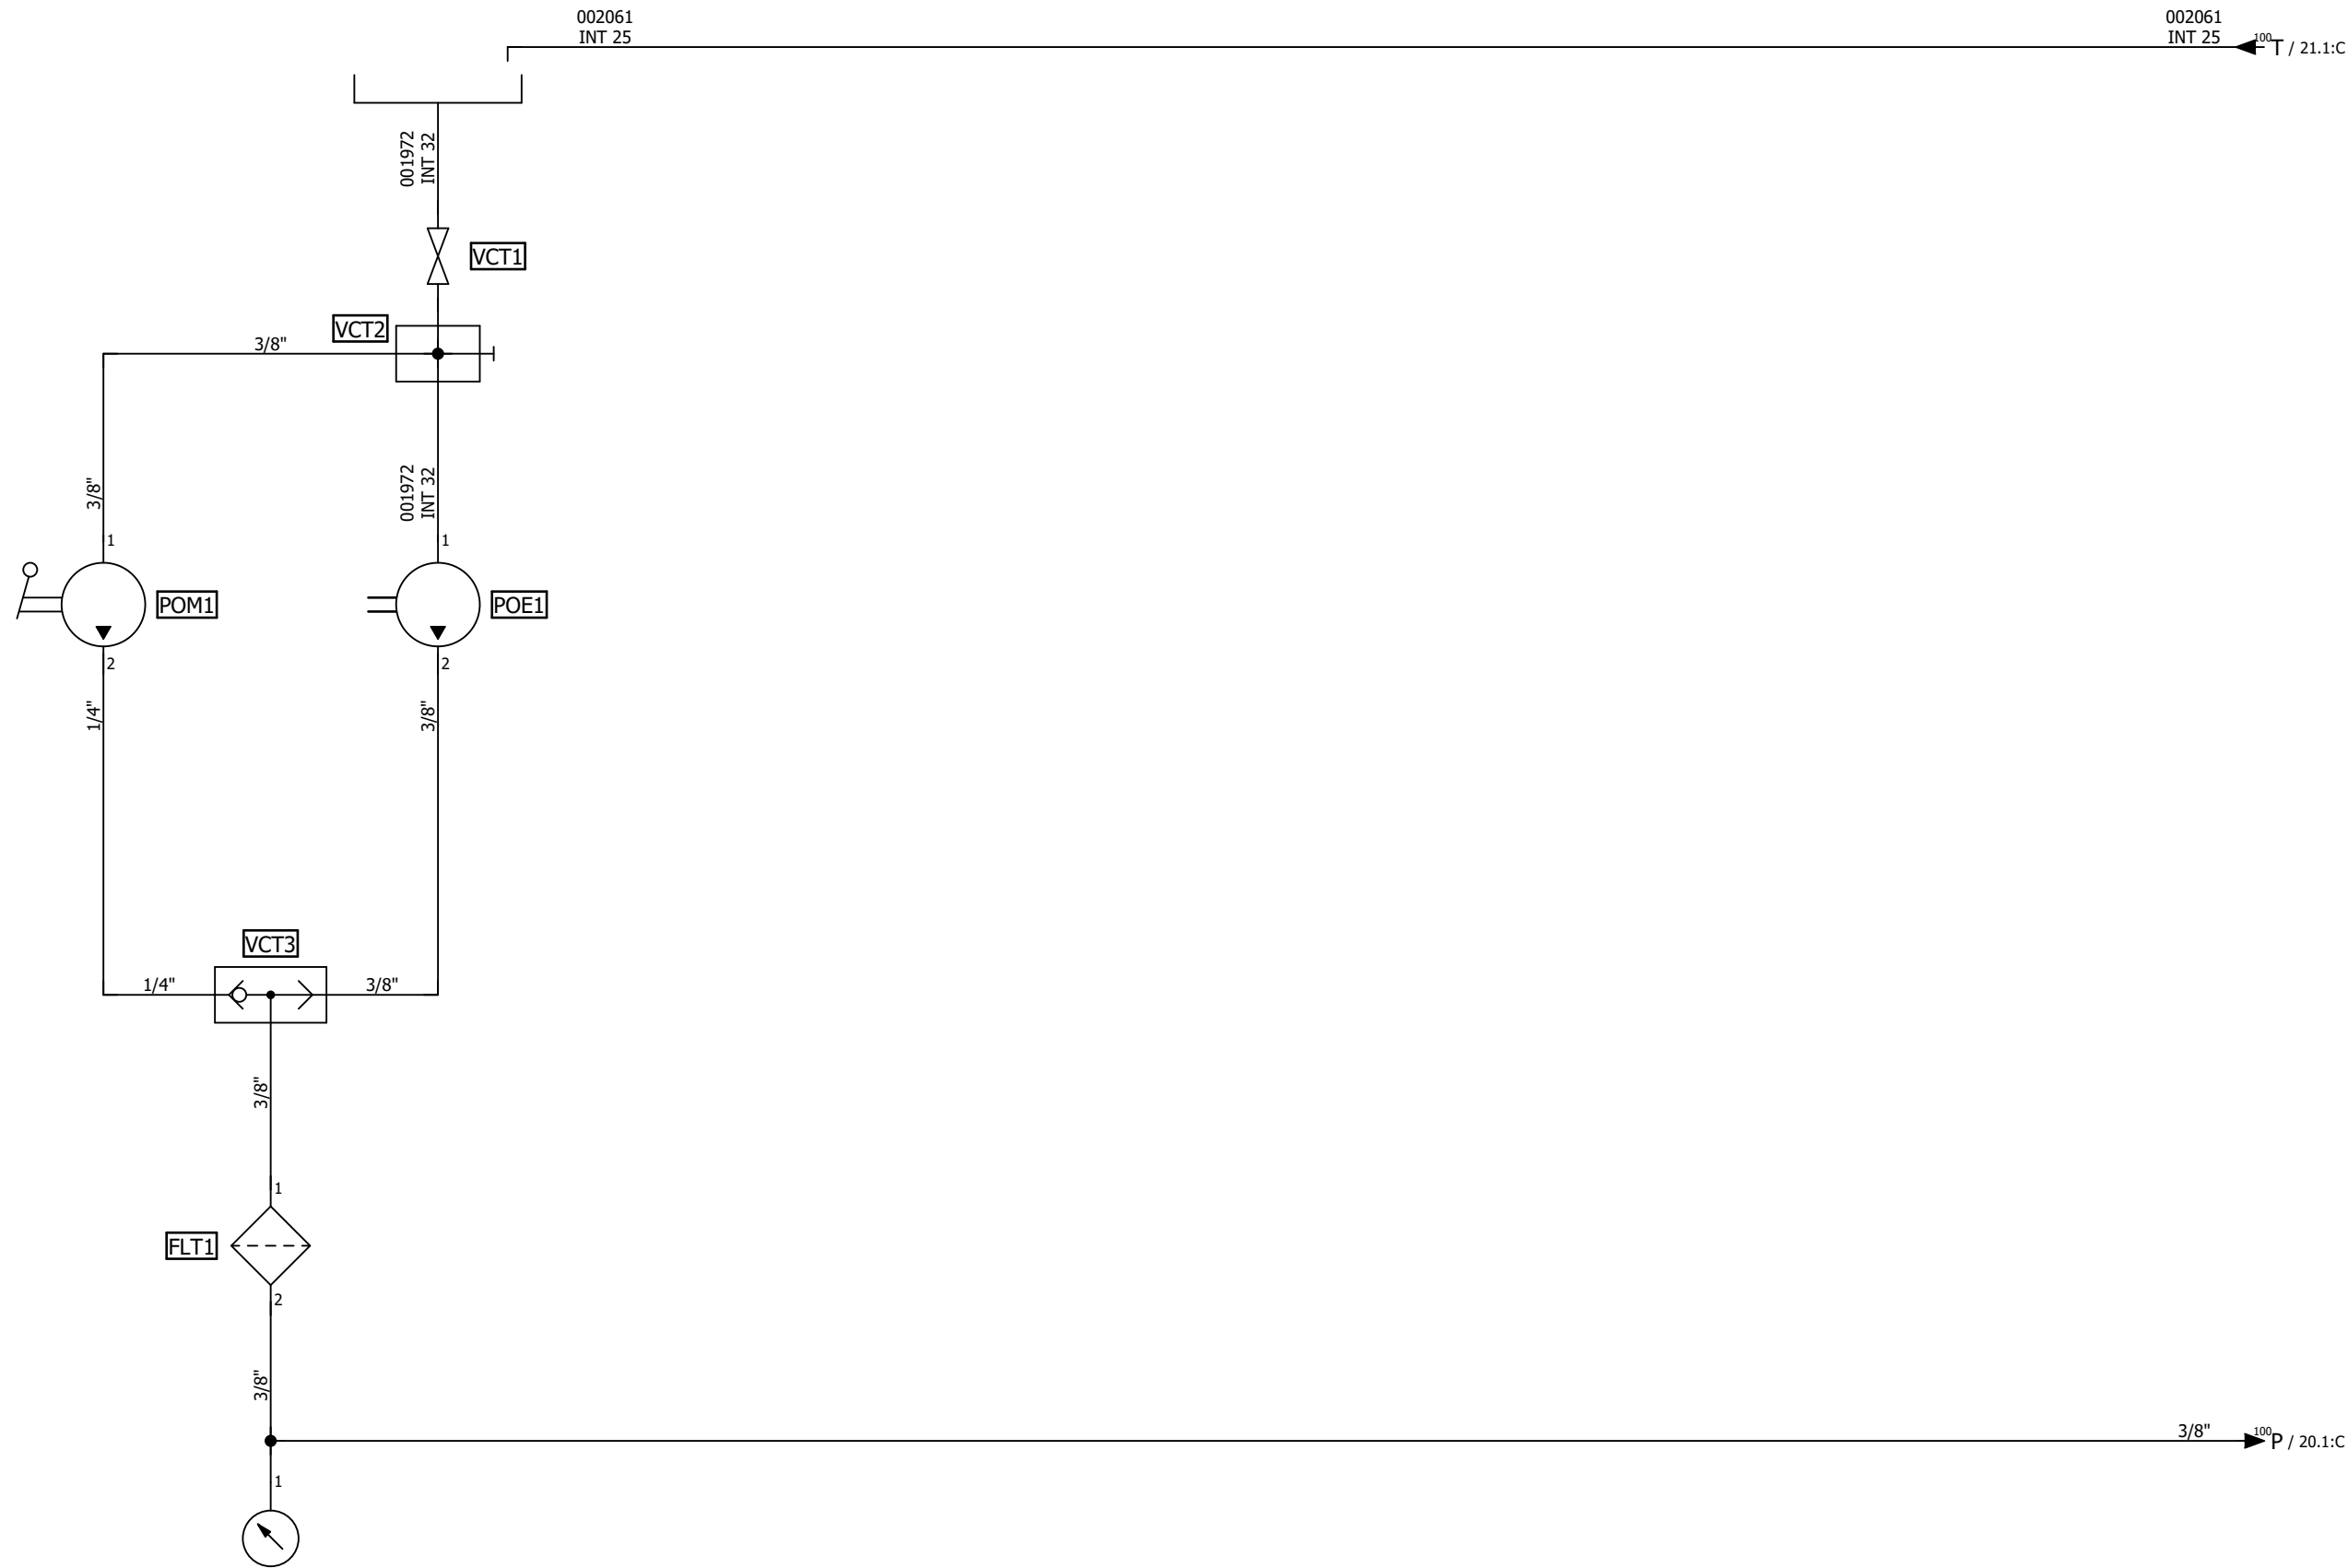 002061
INT 25
002061
INT 25
100
T / 21.1:C
001972
INT 32
VCT1
VCT2
3/8"
3/8"
001972
INT 32
1
1
POM1
POE1
2
2
1/4"
3/8"
VCT3
1/4"
3/8"
3/8"
1
FLT1
2
3/8"
3/8"
100
P / 20.1:C
1